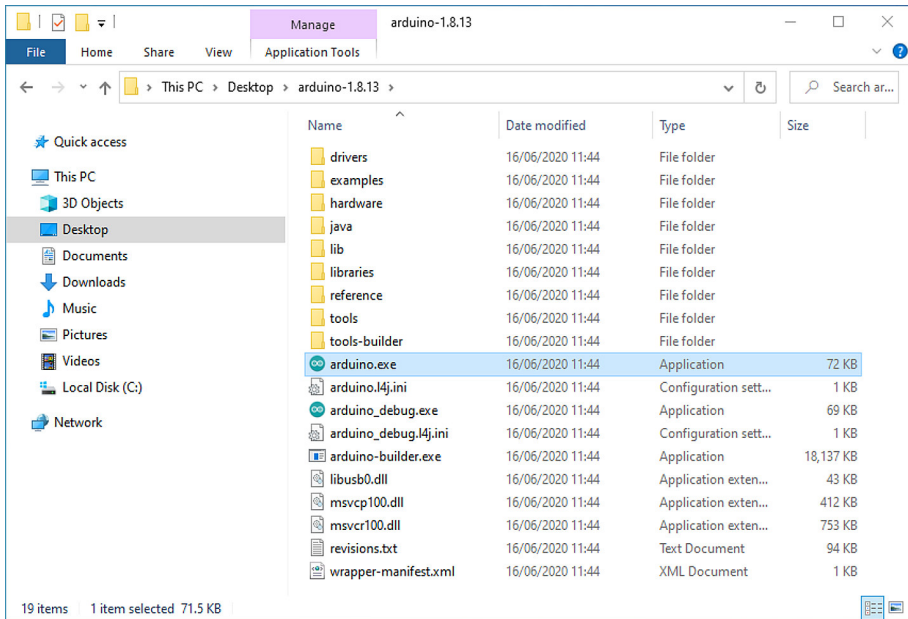 Manage arduino-1.8.13
File Home Share View Application Tools
This PC Desktop arduino-1.8.13 Search ar...
Name Date modified Type Size
Quick access
This PC
3D Objects
Desktop
Documents
Downloads
Music
Pictures
Videos
Local Disk (C:)
Network
drivers 16/06/2020 11:44 File folder
examples 16/06/2020 11:44 File folder
hardware 16/06/2020 11:44 File folder
java 16/06/2020 11:44 File folder
lib 16/06/2020 11:44 File folder
libraries 16/06/2020 11:44 File folder
reference 16/06/2020 11:44 File folder
tools 16/06/2020 11:44 File folder
tools-builder 16/06/2020 11:44 File folder
arduino.exe 16/06/2020 11:44 Application 72 KB
arduino.l4j.ini 16/06/2020 11:44 Configuration sett... 1 KB
arduino_debug.exe 16/06/2020 11:44 Application 69 KB
arduino_debug.l4j.ini 16/06/2020 11:44 Configuration sett... 1 KB
arduino-builder.exe 16/06/2020 11:44 Application 18,137 KB
libusb0.dll 16/06/2020 11:44 Application exten... 43 KB
msvcp100.dll 16/06/2020 11:44 Application exten... 412 KB
msvcr100.dll 16/06/2020 11:44 Application exten... 753 KB
revisions.txt 16/06/2020 11:44 Text Document 94 KB
wrapper-manifest.xml 16/06/2020 11:44 XML Document 1 KB
19 items 1 item selected 71.5 KB